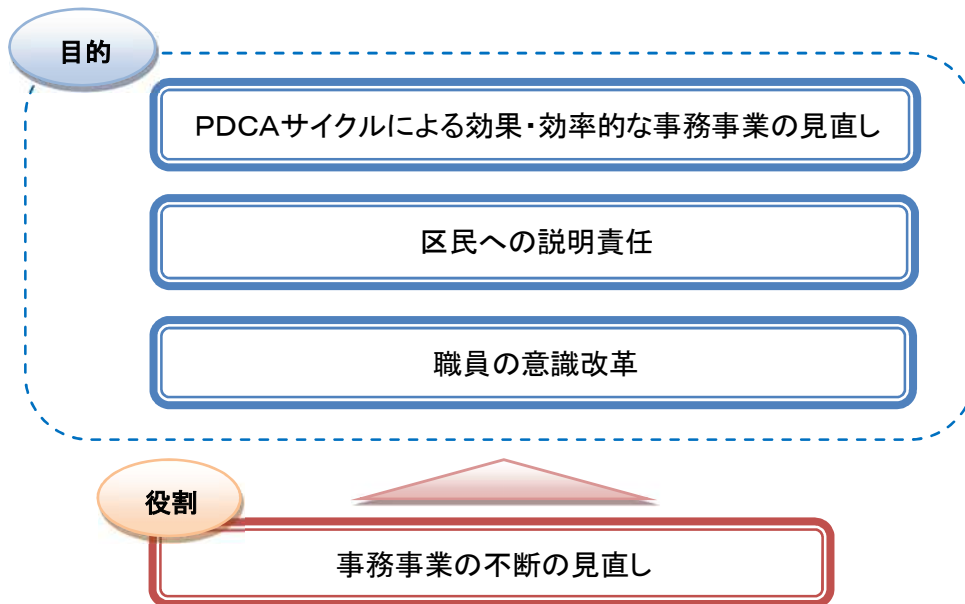 目的
PDCAサイクルによる効果・効率的な事務事業の見直し
区民への説明責任
職員の意識改革
役割
事務事業の不断の見直し